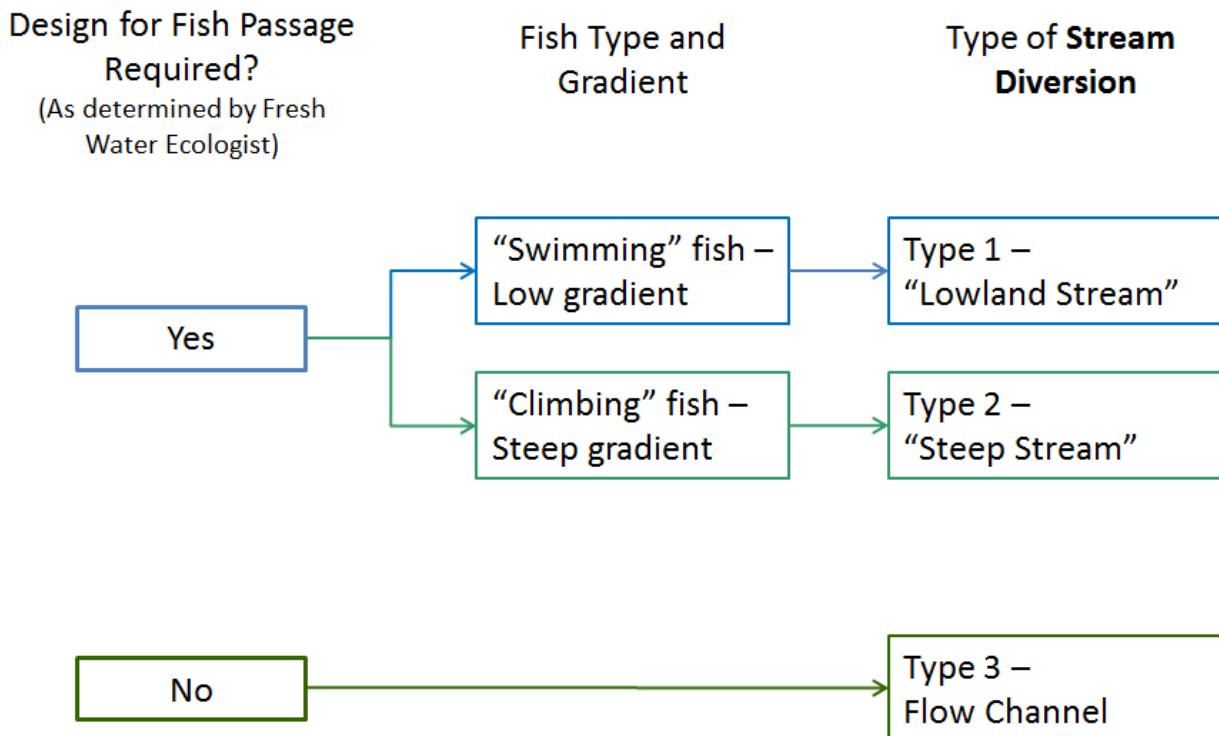 Design for Fish Passage
Required?
(As determined by Fresh
Water Ecologist)
Fish Type and
Gradient
Type of Stream
Diversion
Yes
“Swimming” fish –
Low gradient
Type 1 –
“Lowland Stream”
“Climbing” fish –
Steep gradient
Type 2 –
“Steep Stream”
No
Type 3 –
Flow Channel